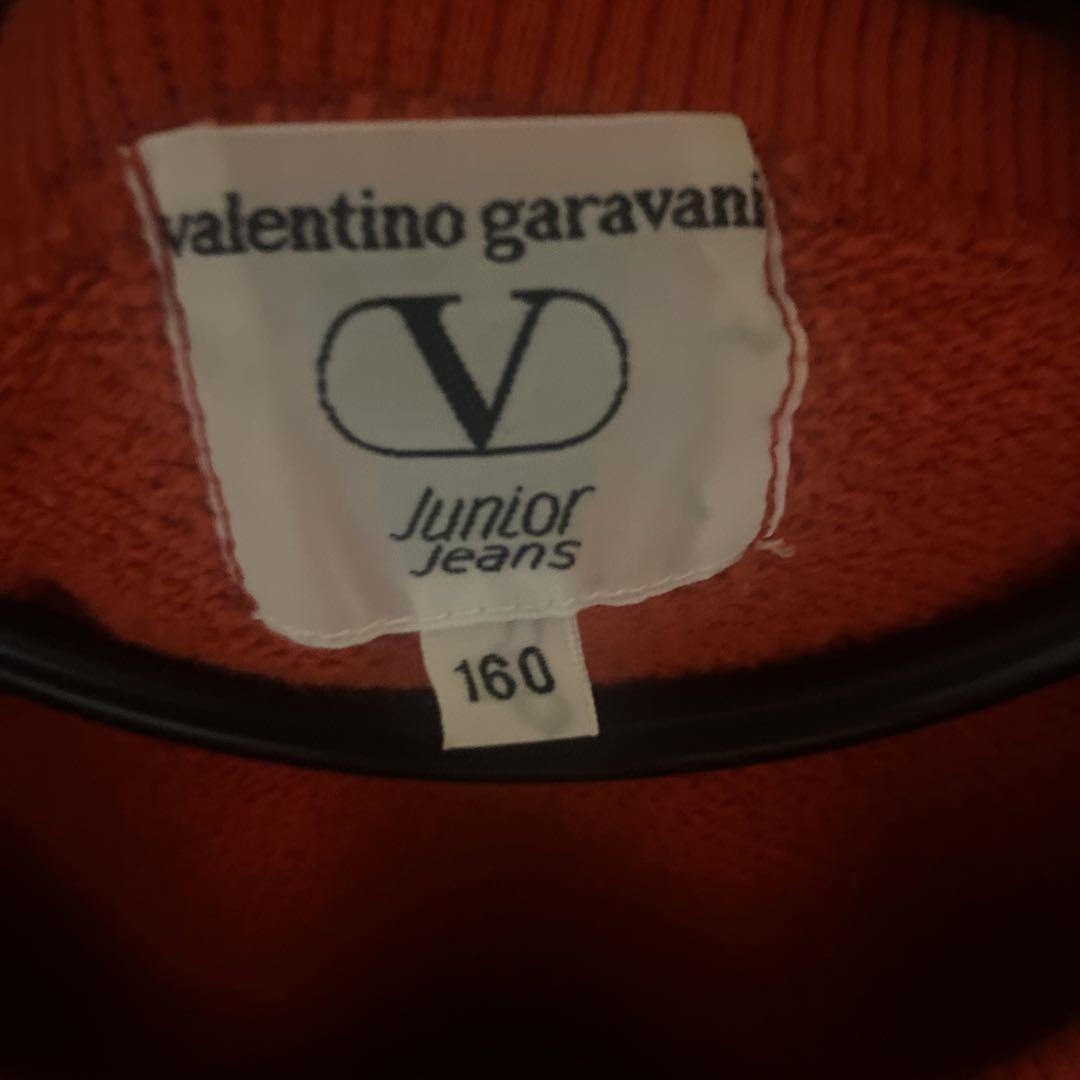 valentino garavani
V
Junior
Jeans
160